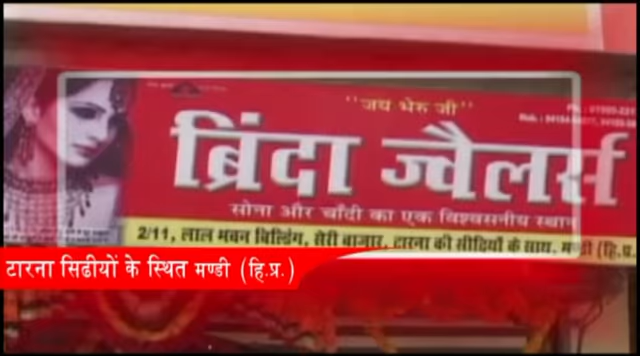 "जय भेरू जी"
ब्रिंदा ज्वैलर्स
सोना और चाँदी का एक विश्वसनीय स्थान
2/11, लाल भवन बिल्डिंग, सेरी बाजार, टारना की सीढियों के साथ, मण्डी (हि.प्र.
टारना सिढीयों के स्थित मण्डी (हि.प्र.)